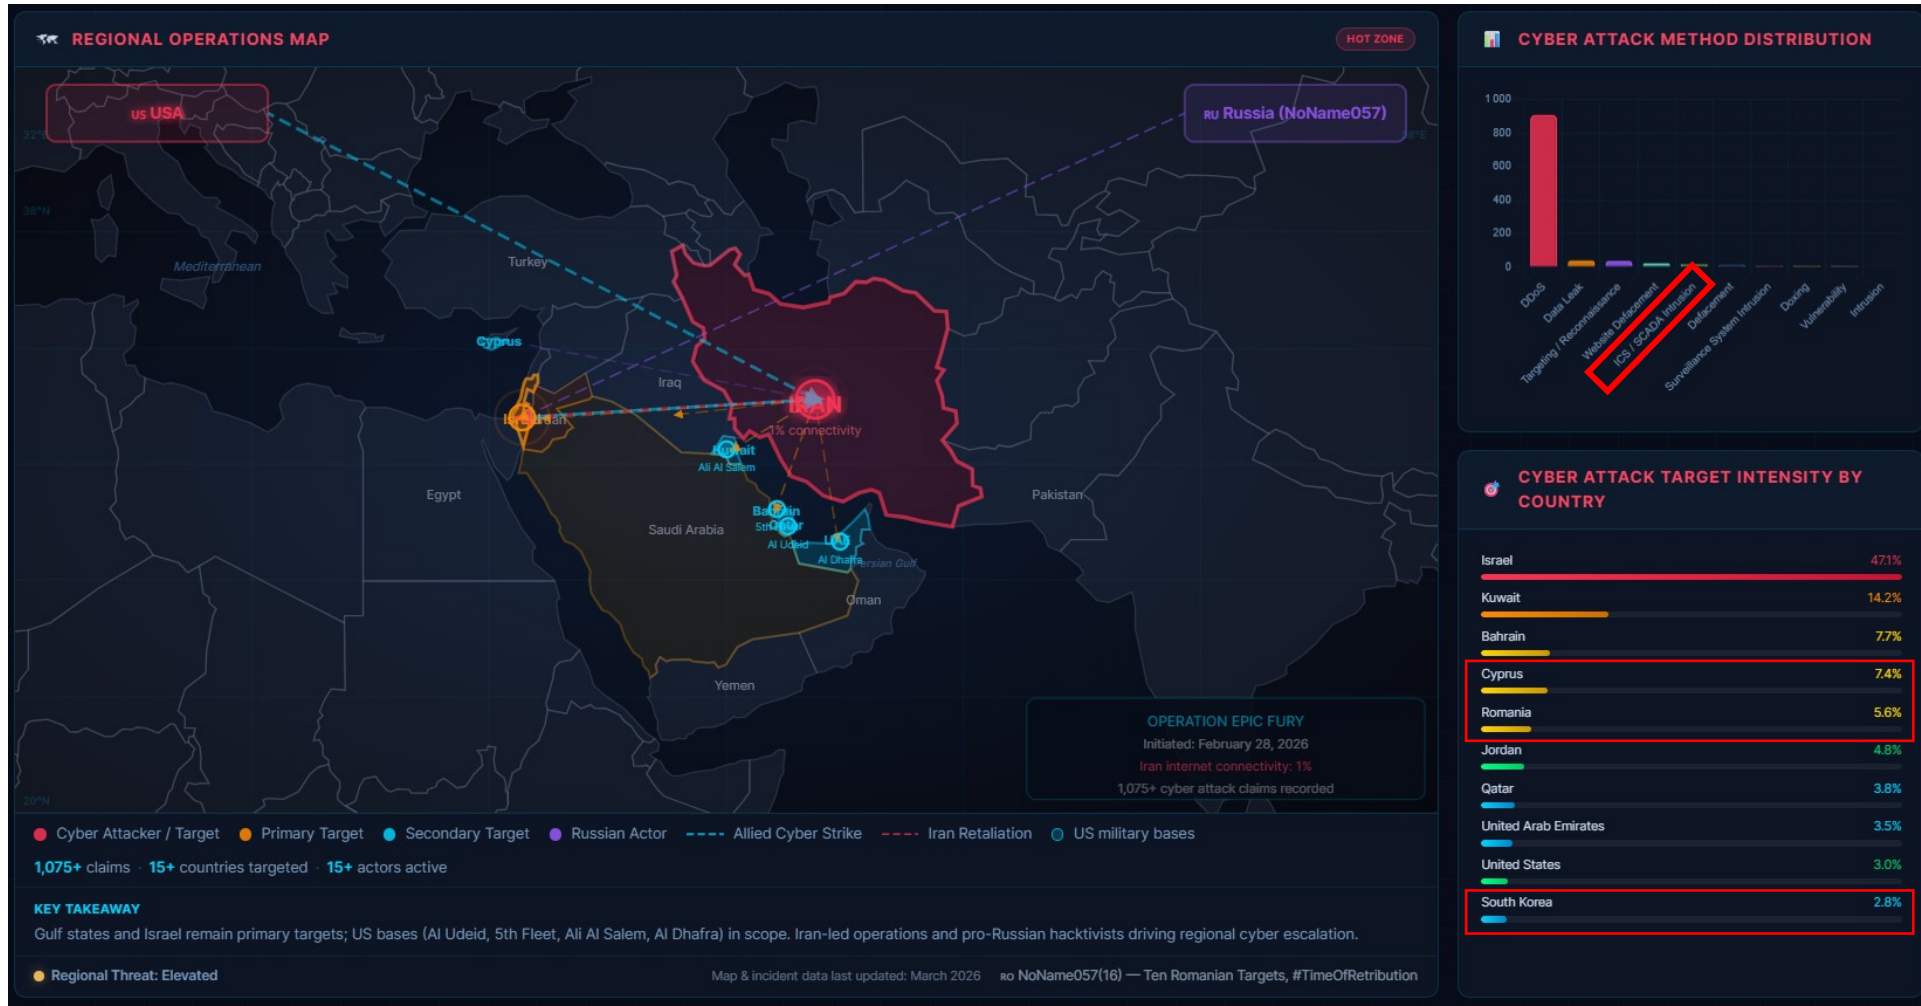 REGIONAL OPERATIONS MAP
HOT ZONE
US USA
RU Russia (NoName057)
32°E
38°E
38°N
Mediterranean
Turkey
Cyprus
Iraq
IRAN
1% connectivity
Kuwait
Ali Al Salem
Egypt
Pakistan
Saudi Arabia
Bahrain
5th
Qatar
Al Udeid
UAE
Al Dhafra
Persian Gulf
Oman
Yemen
20°N
OPERATION EPIC FURY
Initiated: February 28, 2026
Iran internet connectivity: 1%
1,075+ cyber attack claims recorded
Cyber Attacker / Target
Primary Target
Secondary Target
Russian Actor
Allied Cyber Strike
Iran Retaliation
US military bases
1,075+ claims · 15+ countries targeted · 15+ actors active
KEY TAKEAWAY
Gulf states and Israel remain primary targets; US bases (Al Udeid, 5th Fleet, Ali Al Salem, Al Dhafra) in scope. Iran-led operations and pro-Russian hacktivists driving regional cyber escalation.
Regional Threat: Elevated
Map & incident data last updated: March 2026
RO NoName057(16) — Ten Romanian Targets, #TimeOfRetribution
CYBER ATTACK METHOD DISTRIBUTION
1 000
800
600
400
200
0
DDoS
Data Leak
Targeting / Reconnaissance
Website Defacement
ICS / SCADA Intrusion
Defacement
Surveillance System Intrusion
Doxing
Vulnerability
Intrusion
CYBER ATTACK TARGET INTENSITY BY
COUNTRY
Israel 47.1%
Kuwait 14.2%
Bahrain 7.7%
Cyprus 7.4%
Romania 5.6%
Jordan 4.8%
Qatar 3.8%
United Arab Emirates 3.5%
United States 3.0%
South Korea 2.8%